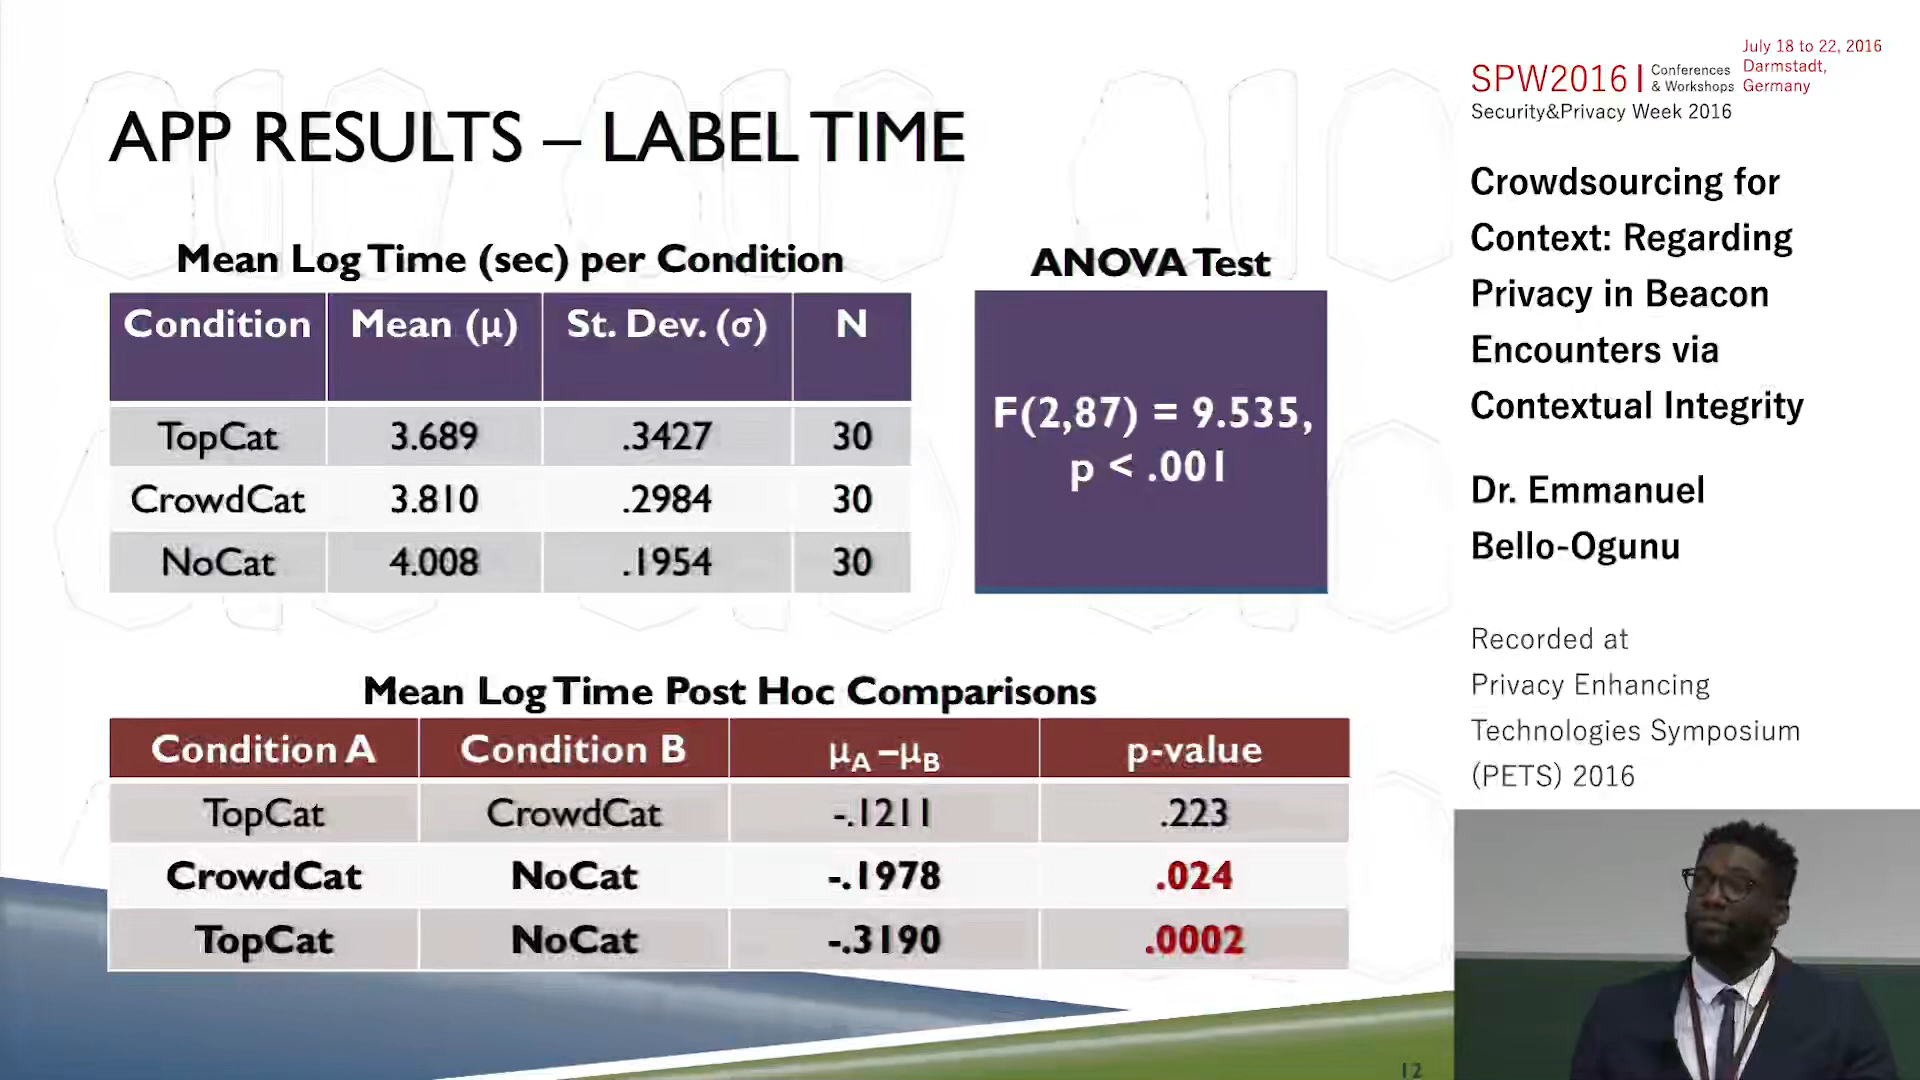 APP RESULTS – LABEL TIME
Mean Log Time (sec) per Condition
Condition Mean (μ) St. Dev. (σ) N
TopCat 3.689 .3427 30
CrowdCat 3.810 .2984 30
NoCat 4.008 .1954 30
ANOVA Test
F(2,87) = 9.535,
p < .001
Mean Log Time Post Hoc Comparisons
Condition A Condition B μA –μB p-value
TopCat CrowdCat -.1211 .223
CrowdCat NoCat -.1978 .024
TopCat NoCat -.3190 .0002
12
SPW2016 | Conferences
& Workshops
July 18 to 22, 2016
Darmstadt,
Germany
Security&Privacy Week 2016
Crowdsourcing for
Context: Regarding
Privacy in Beacon
Encounters via
Contextual Integrity
Dr. Emmanuel
Bello-Ogunu
Recorded at
Privacy Enhancing
Technologies Symposium
(PETS) 2016